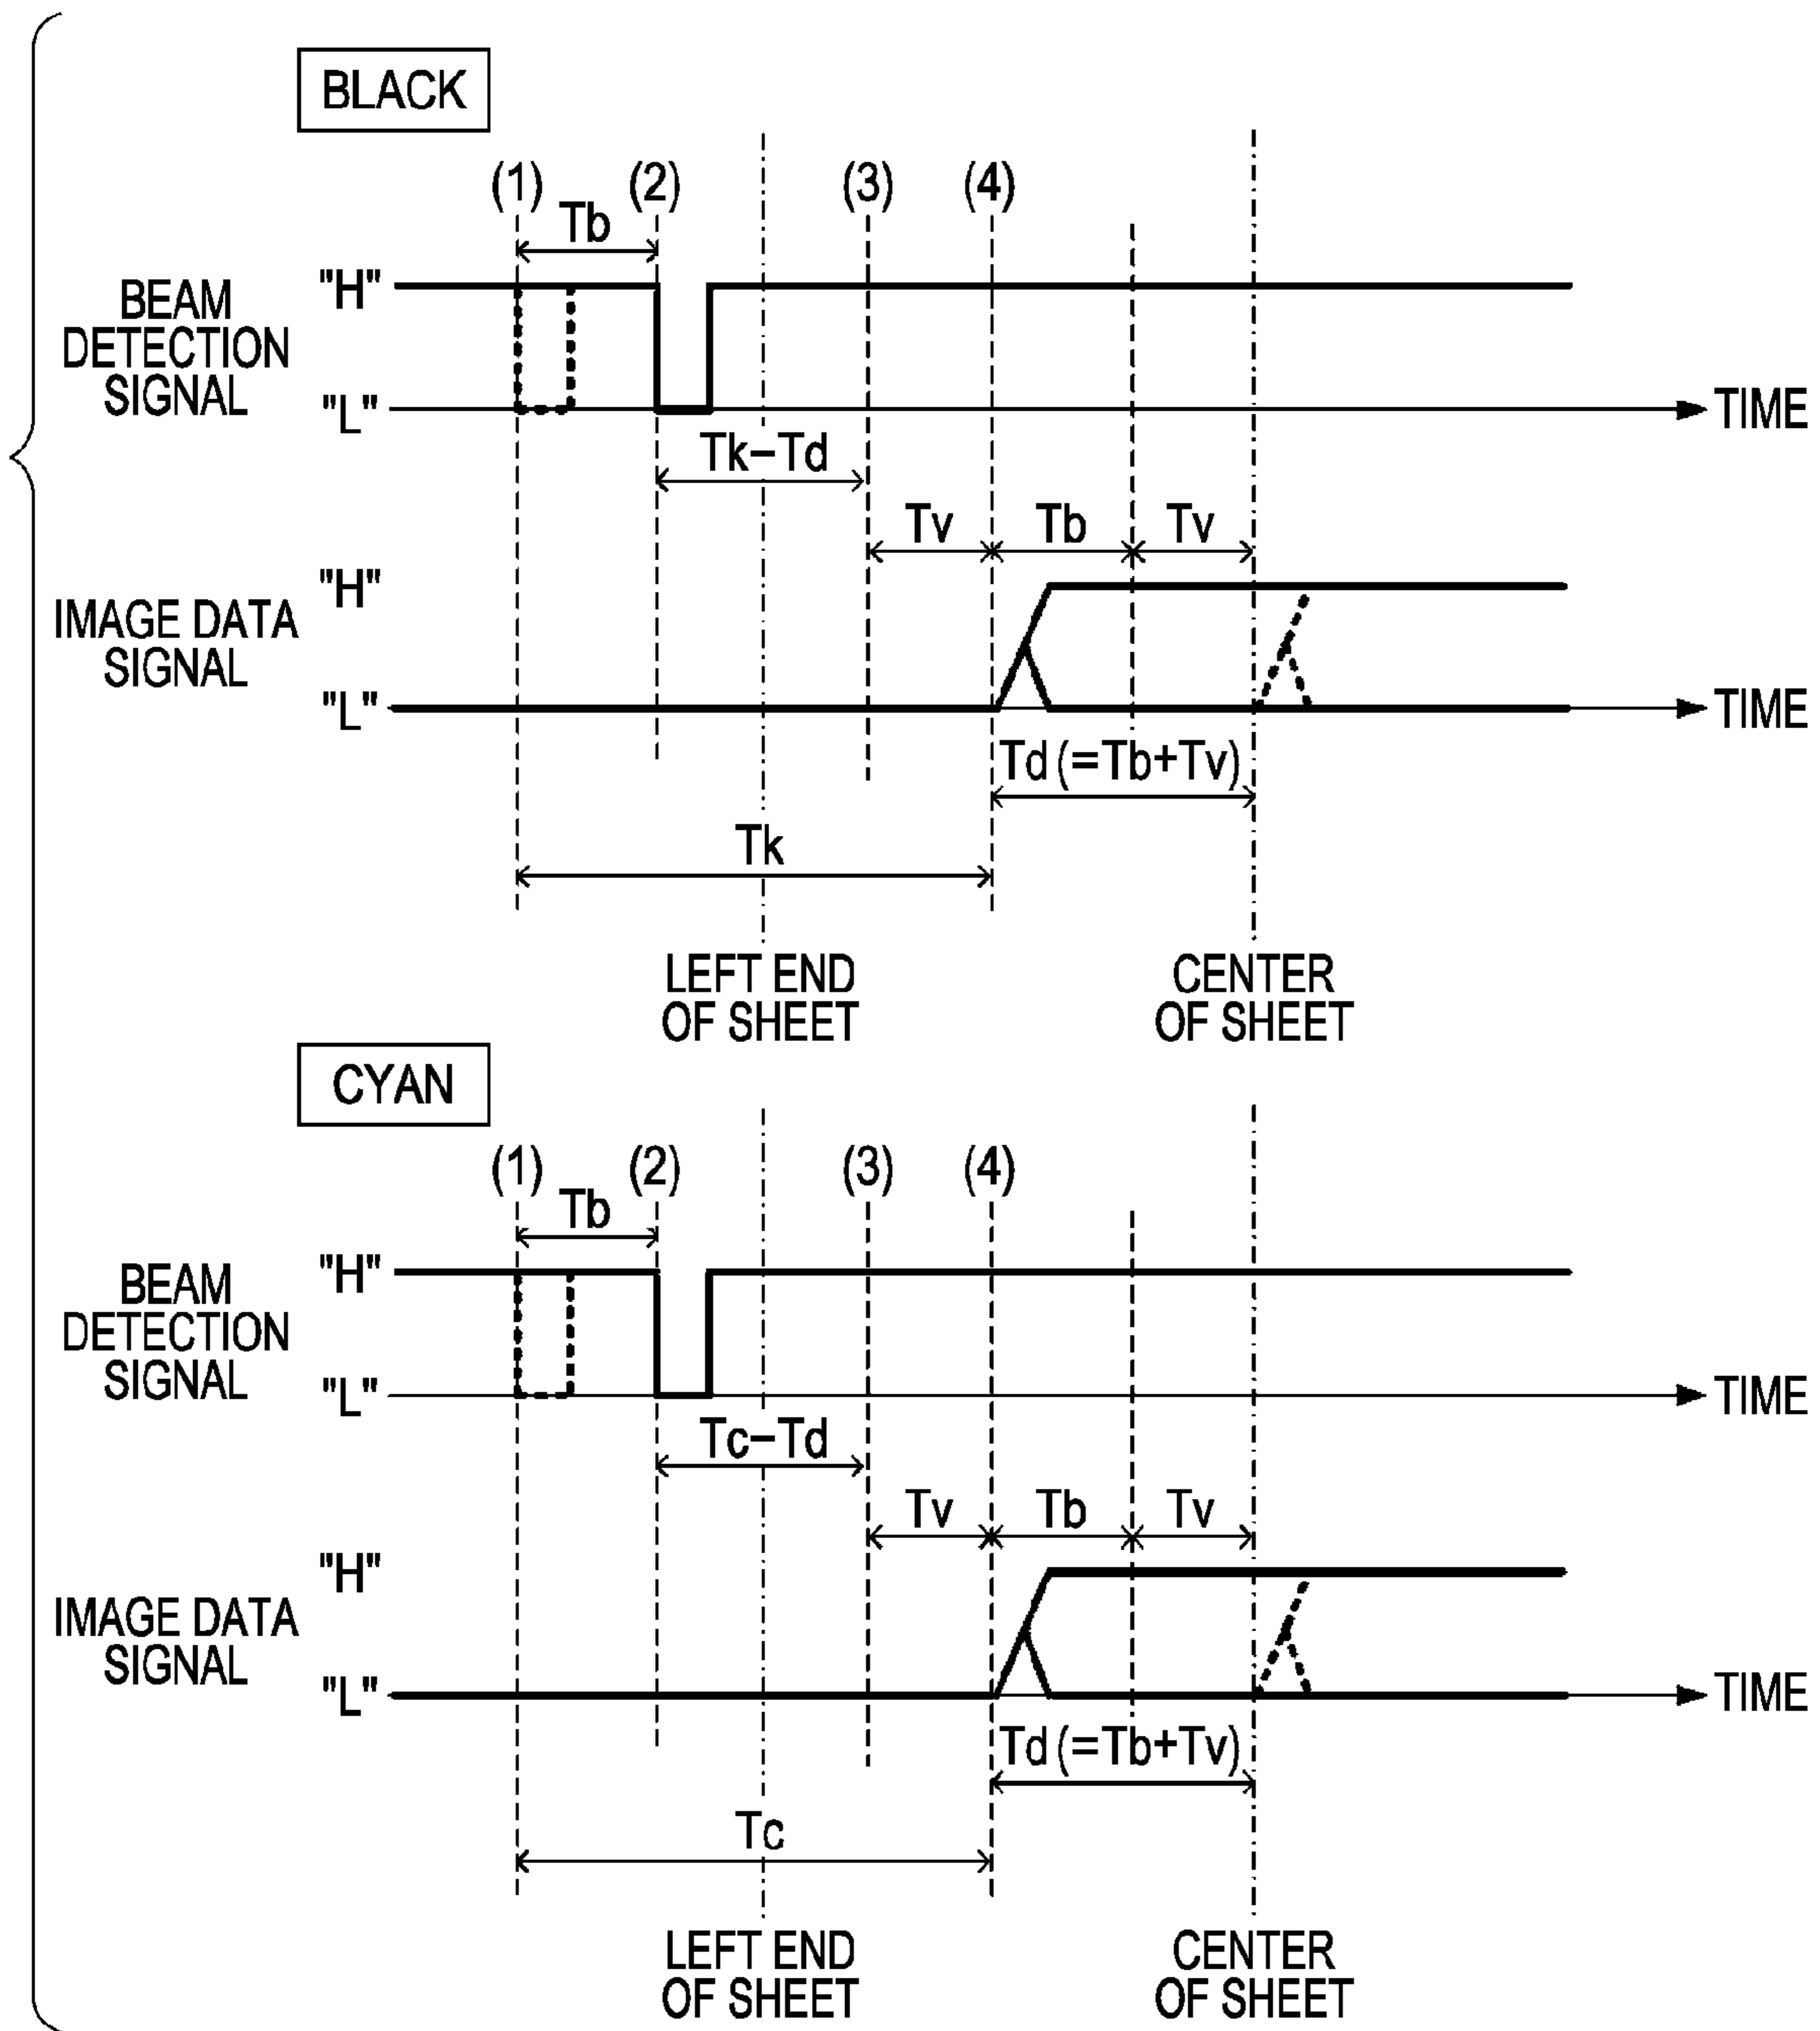 BLACK
(1) (2) (3) (4)
Tb
"H"
BEAM
DETECTION
SIGNAL
"L"
TIME
Tk−Td
Tv Tb Tv
"H"
IMAGE DATA
SIGNAL
"L"
TIME
Td (=Tb+Tv)
Tk
LEFT END
OF SHEET
CENTER
OF SHEET
CYAN
(1) (2) (3) (4)
Tb
"H"
BEAM
DETECTION
SIGNAL
"L"
TIME
Tc−Td
Tv Tb Tv
"H"
IMAGE DATA
SIGNAL
"L"
TIME
Td (=Tb+Tv)
Tc
LEFT END
OF SHEET
CENTER
OF SHEET